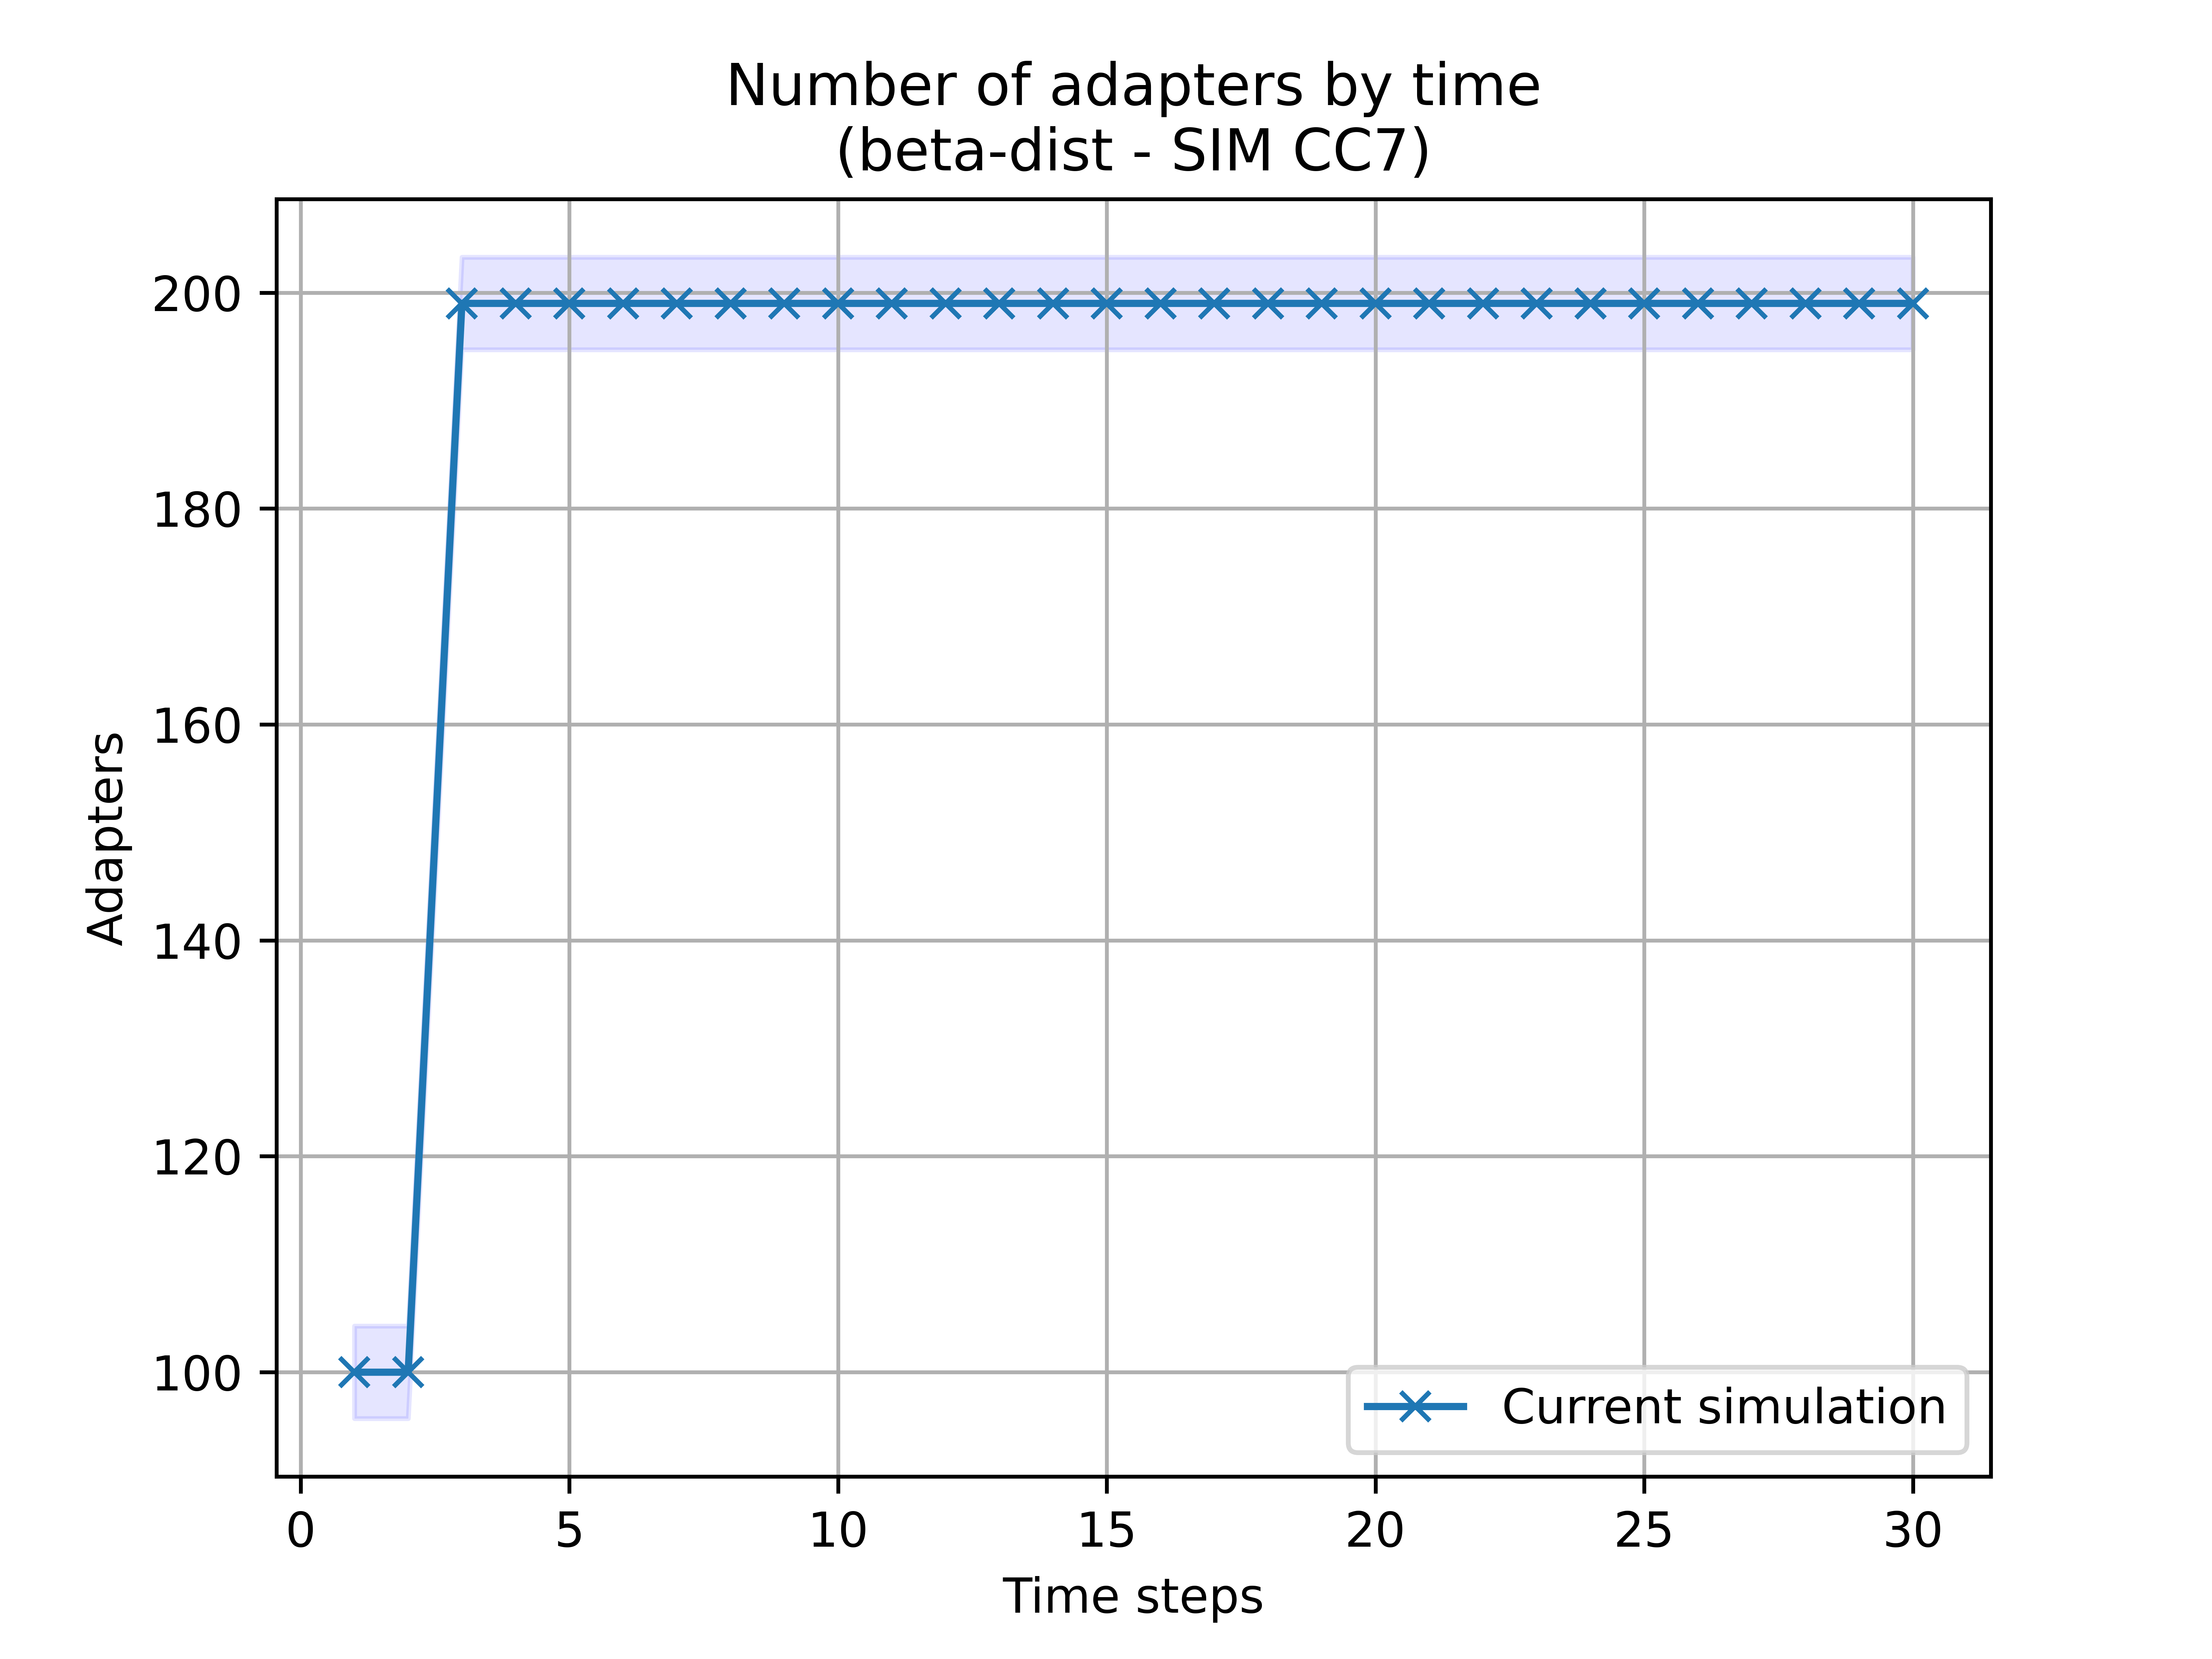 Number of adapters by time
(beta-dist - SIM CC7)
200
180
160
140
120
100
Adapters
Current simulation
0 5 10 15 20 25 30
Time steps